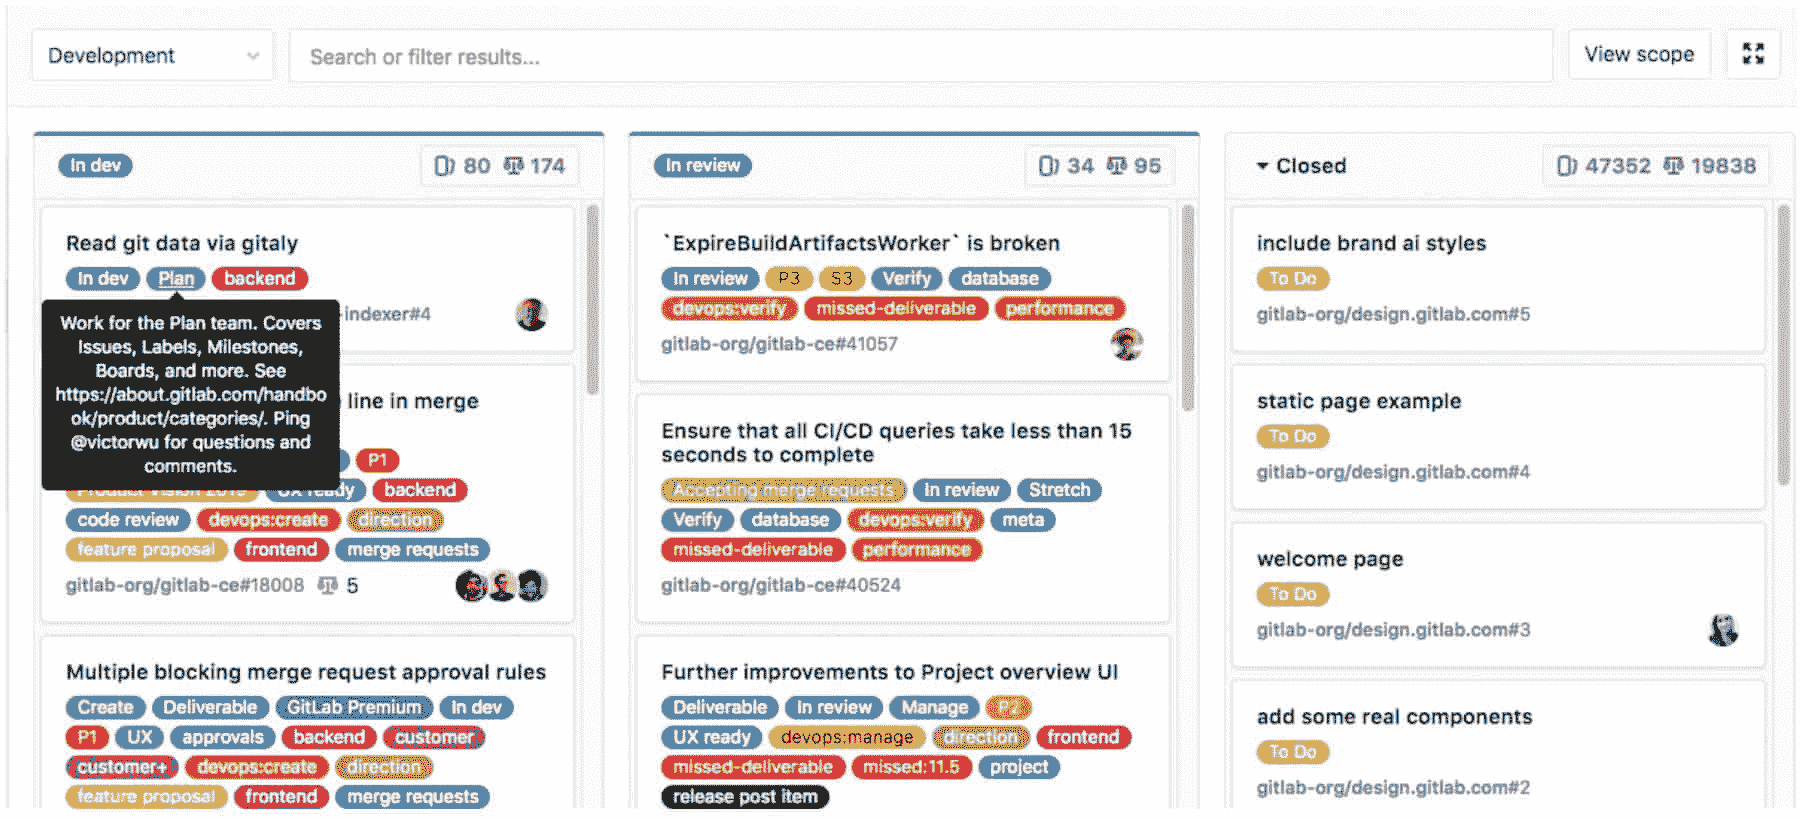 Development
Search or filter results...
View scope
In dev
80 174
Read git data via gitaly
In dev Plan backend
Work for the Plan team. Covers
Issues, Labels, Milestones,
Boards, and more. See
https://about.gitlab.com/handbo
ok/product/categories/. Ping
@victorwu for questions and
comments.
-indexer#4
line in merge
P1
Product Vision 2019 UX ready backend
code review devops:create direction
feature proposal frontend merge requests
gitlab-org/gitlab-ce#18008 5
Multiple blocking merge request approval rules
Create Deliverable GitLab Premium In dev
P1 UX approvals backend customer
customer+ devops:create direction
feature proposal frontend merge requests
In review
34 95
`ExpireBuildArtifactsWorker` is broken
In review P3 S3 Verify database
devops:verify missed-deliverable performance
gitlab-org/gitlab-ce#41057
Ensure that all CI/CD queries take less than 15
seconds to complete
Accepting merge requests In review Stretch
Verify database devops:verify meta
missed-deliverable performance
gitlab-org/gitlab-ce#40524
Further improvements to Project overview UI
Deliverable In review Manage P2
UX ready devops:manage direction frontend
missed-deliverable missed:11.5 project
release post item
Closed
47352 19838
include brand ai styles
To Do
gitlab-org/design.gitlab.com#5
static page example
To Do
gitlab-org/design.gitlab.com#4
welcome page
To Do
gitlab-org/design.gitlab.com#3
add some real components
To Do
gitlab-org/design.gitlab.com#2